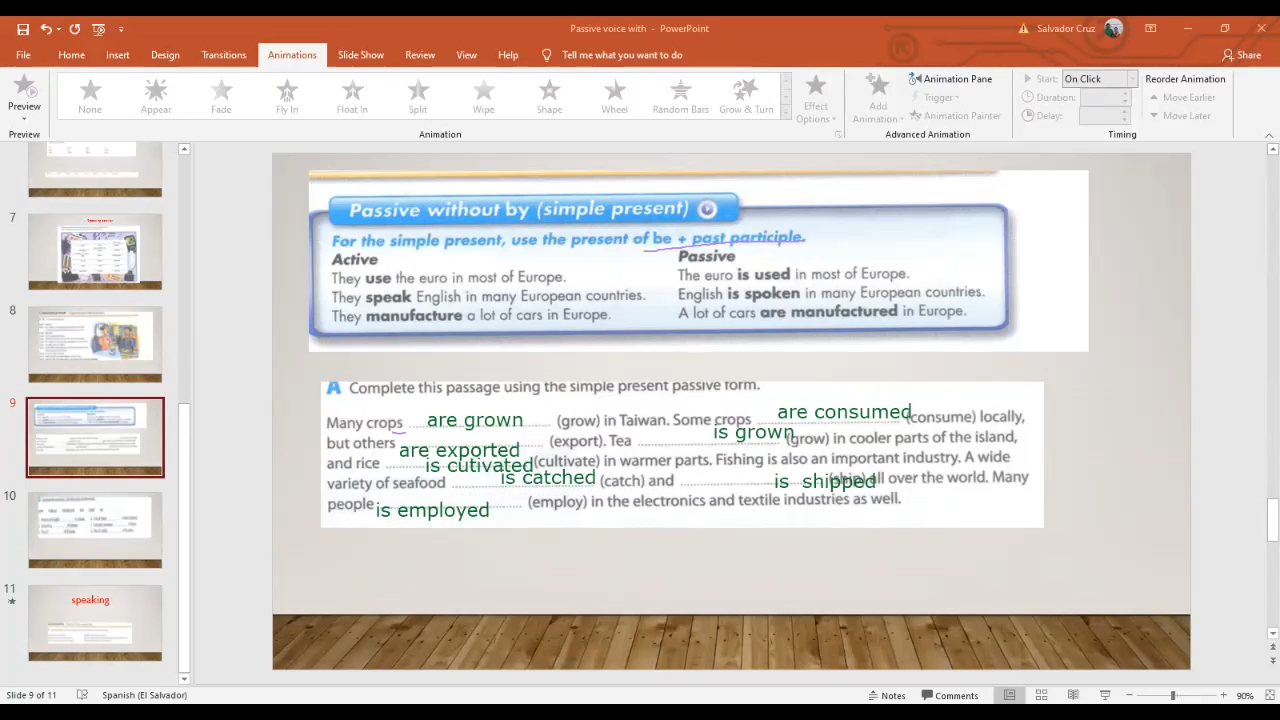 Passive voice with - PowerPoint
Salvador Cruz
File Home Insert Design Transitions Animations Slide Show Review View Help Tell me what you want to do Share
Preview
None Appear Fade Fly In Float In Split Wipe Shape Wheel Random Bars Grow & Turn
Effect Options
Add Animation
Animation Pane
Trigger
Animation Painter
Start: On Click
Duration:
Delay:
Reorder Animation
Move Earlier
Move Later
Preview Animation Advanced Animation Timing
7
8
9
10
11
speaking
Passive without by (simple present)
For the simple present, use the present of be + past participle.
Active Passive
They use the euro in most of Europe. The euro is used in most of Europe.
They speak English in many European countries. English is spoken in many European countries.
They manufacture a lot of cars in Europe. A lot of cars are manufactured in Europe.
A Complete this passage using the simple present passive form.
Many crops are grown (grow) in Taiwan. Some crops are consumed (consume) locally,
but others are exported (export). Tea is grown (grow) in cooler parts of the island,
and rice is cutivated (cultivate) in warmer parts. Fishing is also an important industry. A wide
variety of seafood is catched (catch) and is shipped (ship) all over the world. Many
people is employed (employ) in the electronics and textile industries as well.
Slide 9 of 11 Spanish (El Salvador) Notes Comments 90%